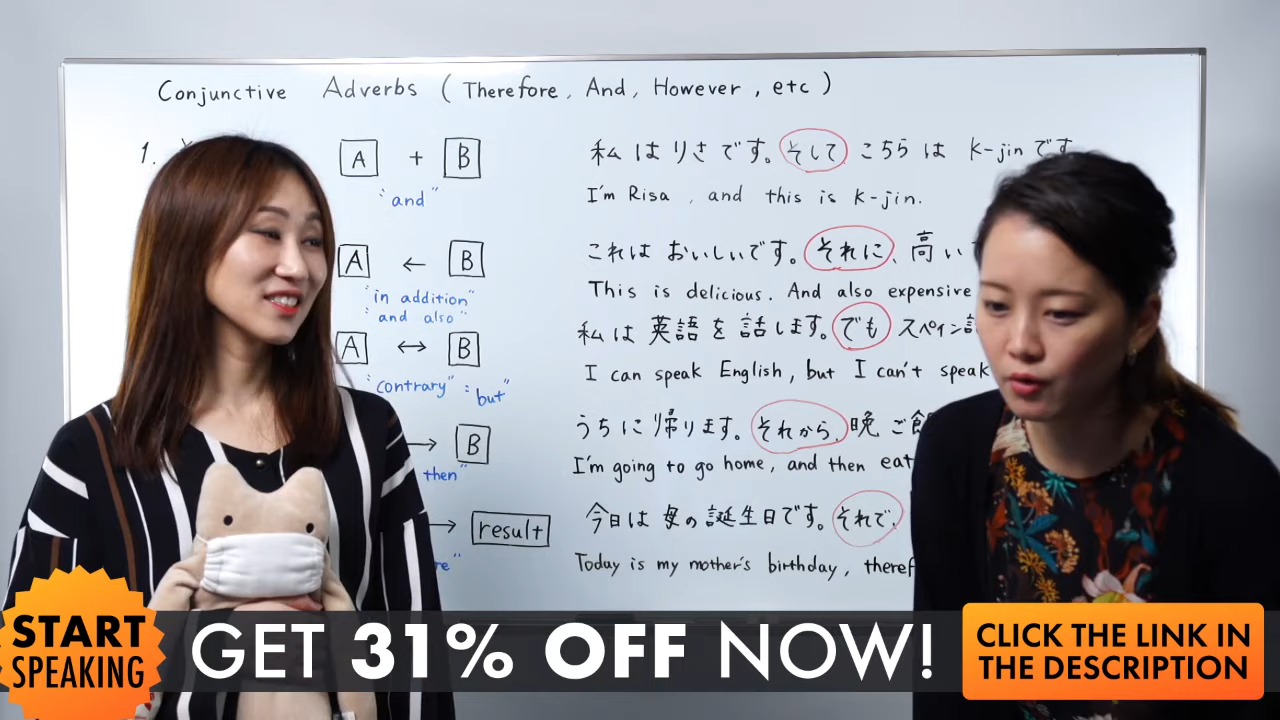 Conjunctive Adverbs ( Therefore, And, However, etc )
1.
A + B
"and"
私はりさです。そして こちらは K-jinです
I'm Risa, and this is K-jin.
A ← B
"in addition"
"and also"
これはおいしいです。それに、高い
This is delicious. And also expensive
A ↔ B
"contrary" : "but"
私は英語を話します。でも スペイン
I can speak English, but I can't speak
→ B
then"
うちに帰ります。それから、晩ご
I'm going to go home, and then eat
→ result
re"
今日は母の誕生日です。それで、
Today is my mother's birthday, theref
START SPEAKING
GET 31% OFF NOW!
CLICK THE LINK IN
THE DESCRIPTION